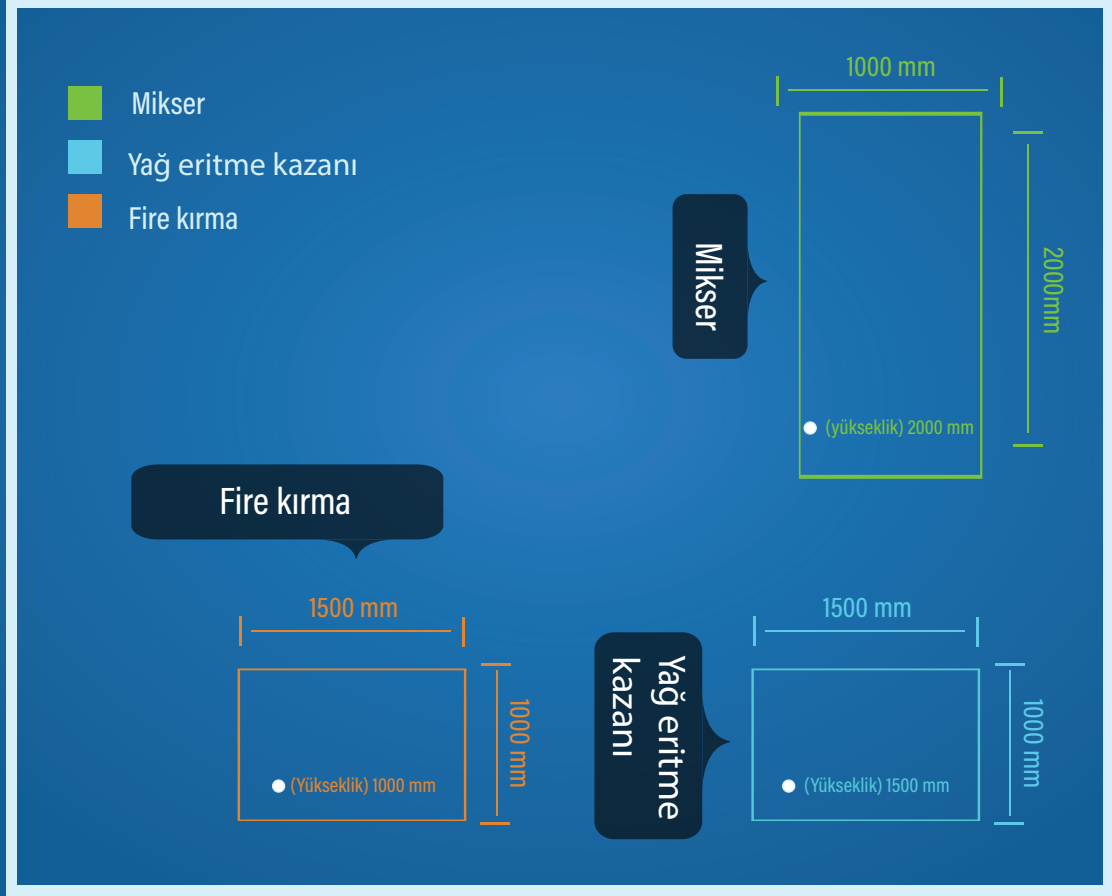 Mikser
Yağ eritme kazanı
Fire kırma
1000 mm
Mikser
2000mm
(yükseklik) 2000 mm
Fire kırma
1500 mm
1000 mm
(Yükseklik) 1000 mm
Yağ eritme
kazanı
1500 mm
1000 mm
(Yükseklik) 1500 mm